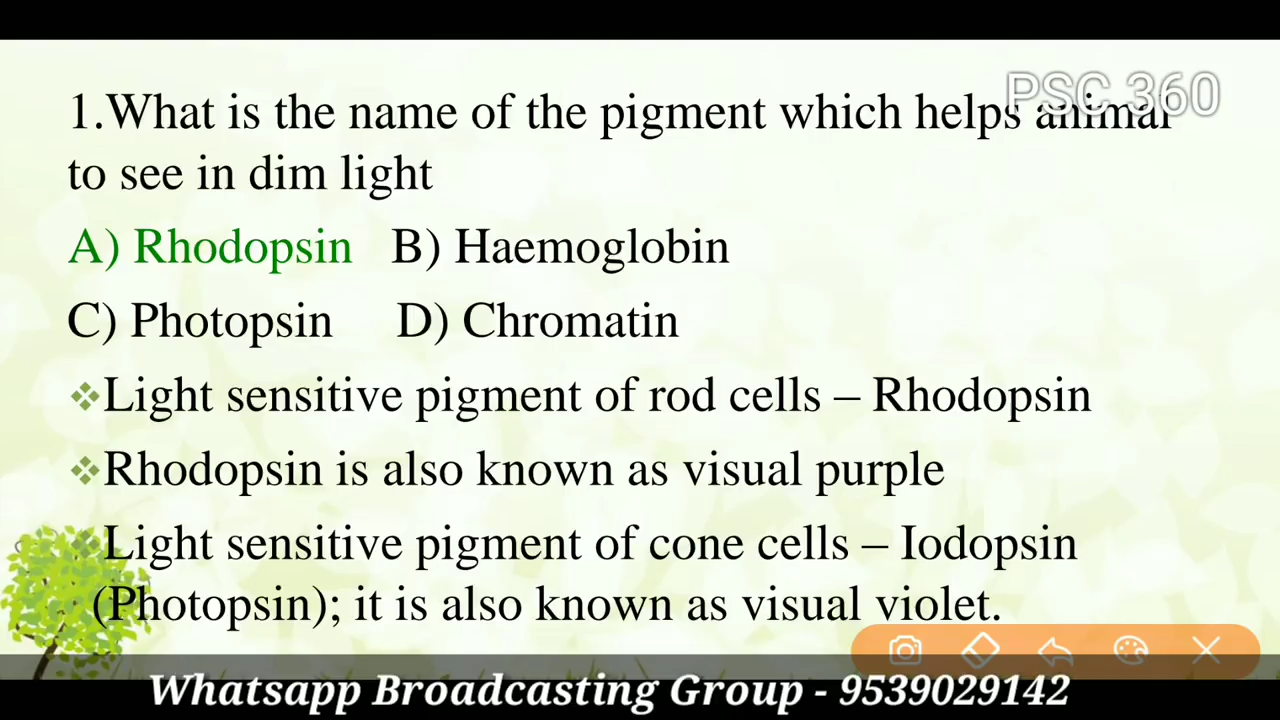 PSC 360
1.What is the name of the pigment which helps animal
to see in dim light
A) Rhodopsin B) Haemoglobin
C) Photopsin D) Chromatin
❖Light sensitive pigment of rod cells – Rhodopsin
❖Rhodopsin is also known as visual purple
❖Light sensitive pigment of cone cells – Iodopsin
(Photopsin); it is also known as visual violet.
Whatsapp Broadcasting Group - 9539029142